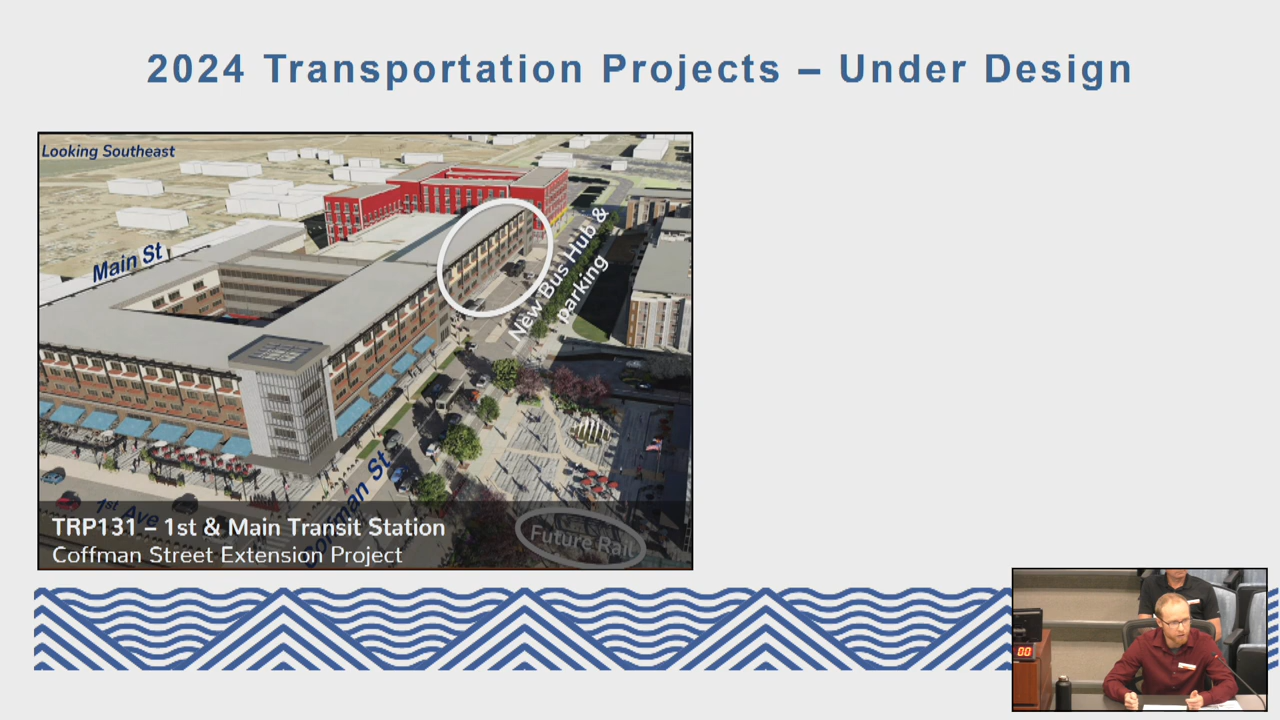 2024 Transportation Projects – Under Design
Looking Southeast
Main St
New Bus Hub &
parking
1st Ave
Coffman St
TRP131 – 1st & Main Transit Station
Coffman Street Extension Project
Future Rail
00